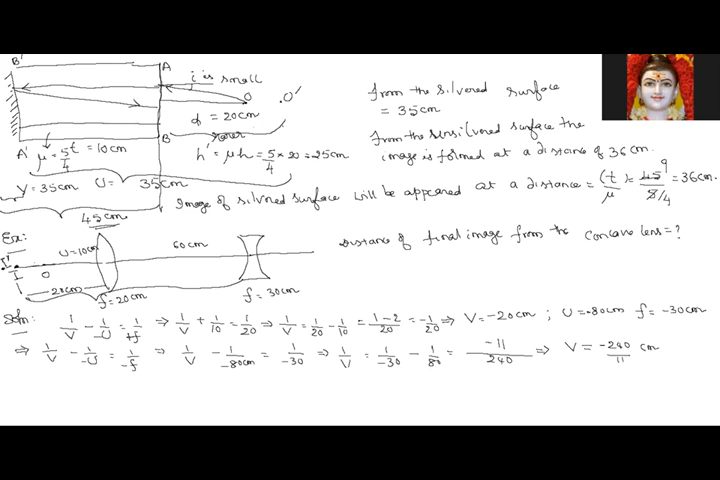 B'
A
i is small
O
O'
d = 20cm
A'
B
μ = 5/4
t = 10cm
h' = μh = 5/4 × 20 = 25cm
Y = 35cm U = 35cm
45cm
from the silvered surface
= 35cm
from the unsilvered surface the
image is formed at a distance of 36cm.
Image of silvered surface will be appeared at a distance = (t/μ) = 45 9/5/4 = 36cm.
Ex:
U=10cm
60cm
I' I O
20cm
f=20cm
f=30cm
Distance of final image from the concave lens=?
Soln: 1/V - 1/-U = 1/+f ⇒ 1/V + 1/10 = 1/20 ⇒ 1/V = 1/20 - 1/10 = 1-2/20 = -1/20 ⇒ V=-20cm ; U=-80cm f= -30cm
⇒ 1/V - 1/-U = 1/-f ⇒ 1/V - 1/-80cm = 1/-30 ⇒ 1/V = 1/-30 - 1/80 = -11/240 ⇒ V = -240/11 cm